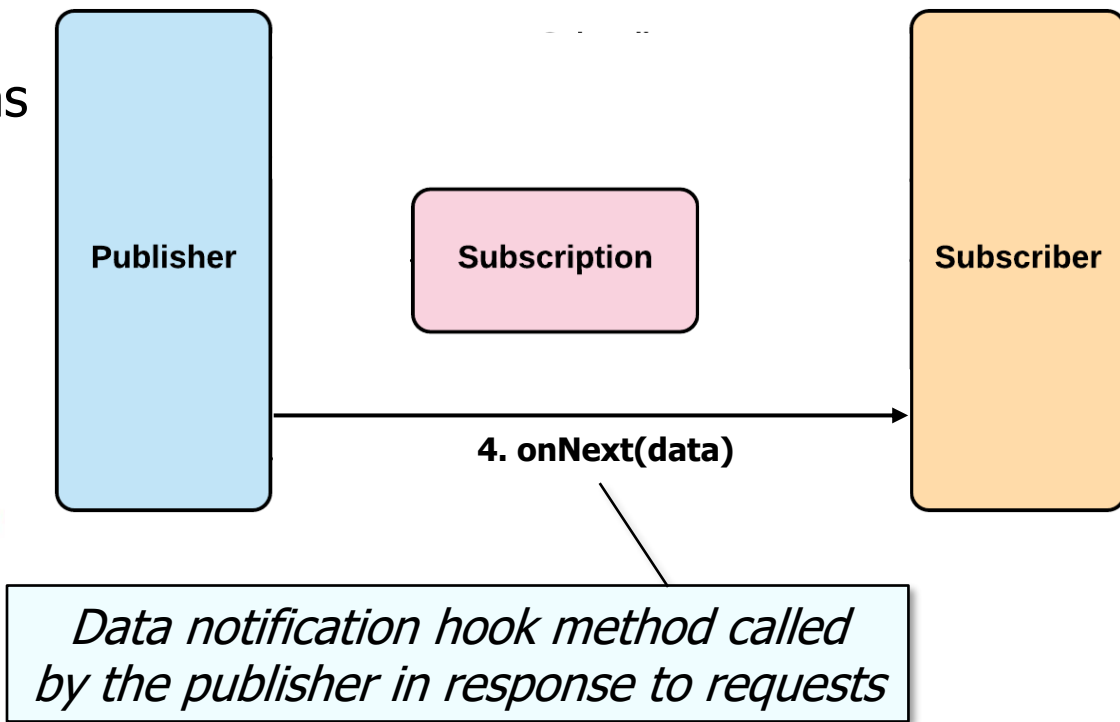 Publisher
Subscription
Subscriber
4. onNext(data)
Data notification hook method called
by the publisher in response to requests